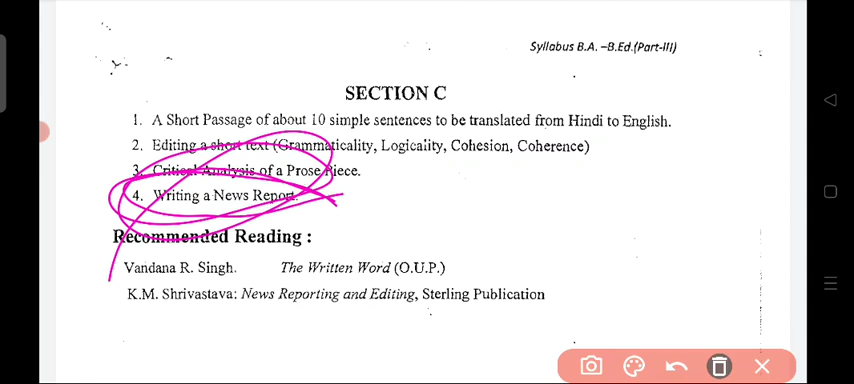 Syllabus B.A. –B.Ed.(Part-III)
SECTION C
1. A Short Passage of about 10 simple sentences to be translated from Hindi to English.
2. Editing a short text (Grammaticality, Logicality, Cohesion, Coherence)
3. Critical Analysis of a Prose Piece.
4. Writing a News Report.
Recommended Reading :
Vandana R. Singh. The Written Word (O.U.P.)
K.M. Shrivastava: News Reporting and Editing, Sterling Publication